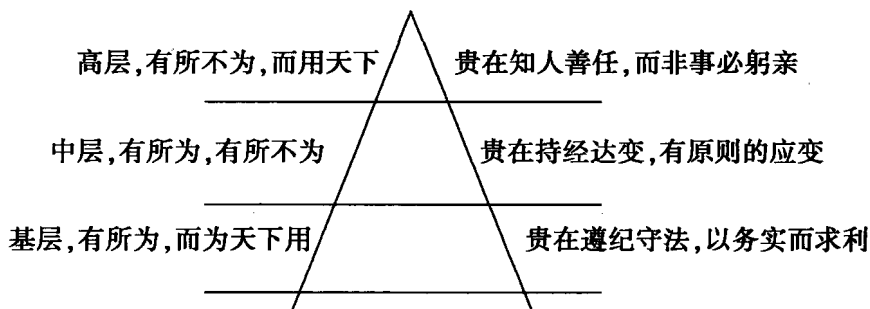 高层,有所不为,而用天下
贵在知人善任,而非事必躬亲
中层,有所为,有所不为
贵在持经达变,有原则的应变
基层,有所为,而为天下用
贵在遵纪守法,以务实而求利